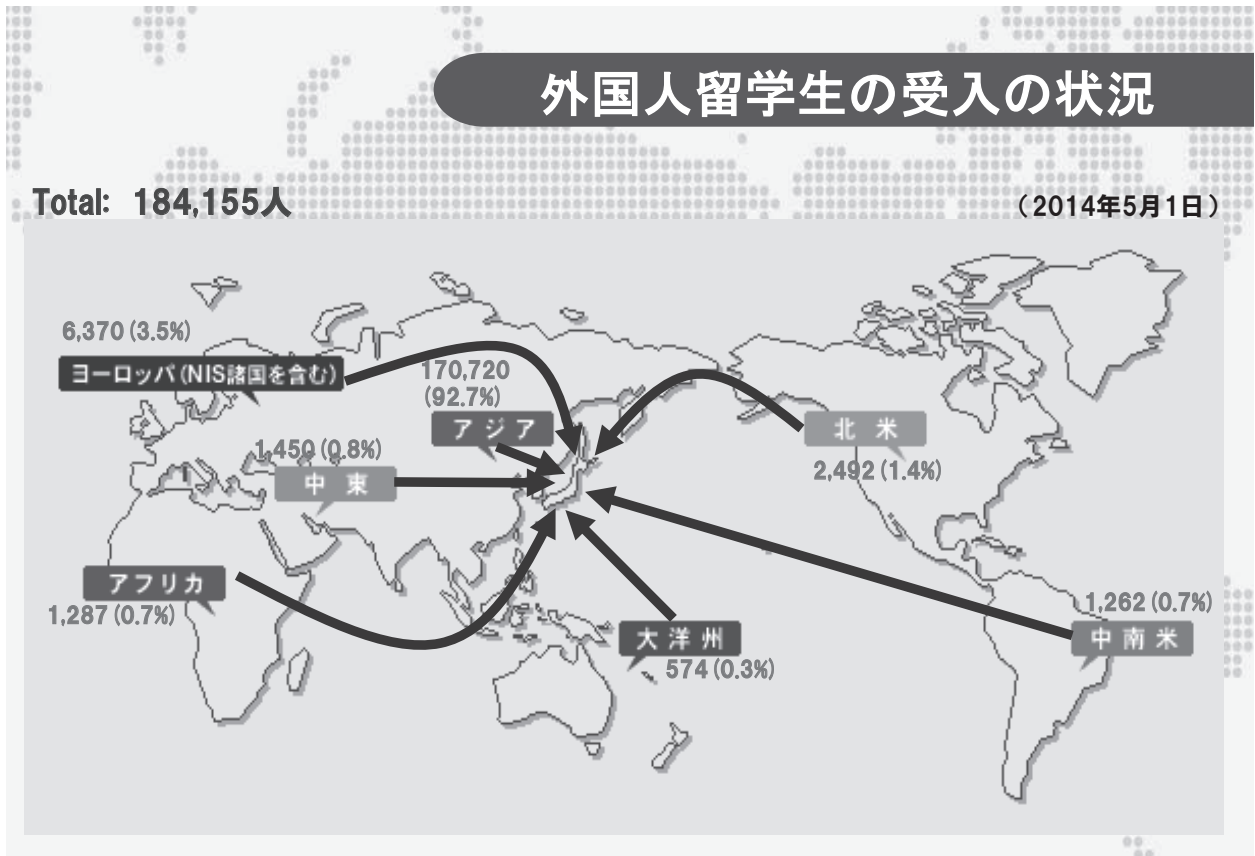 外国人留学生の受入の状況
Total: 184,155人
（2014年5月1日）
6,370 (3.5%)
ヨーロッパ（NIS諸国を含む）
170,720
(92.7%)
アジア
北米
2,492 (1.4%)
1,450 (0.8%)
中東
アフリカ
1,287 (0.7%)
1,262 (0.7%)
中南米
大洋州
574 (0.3%)